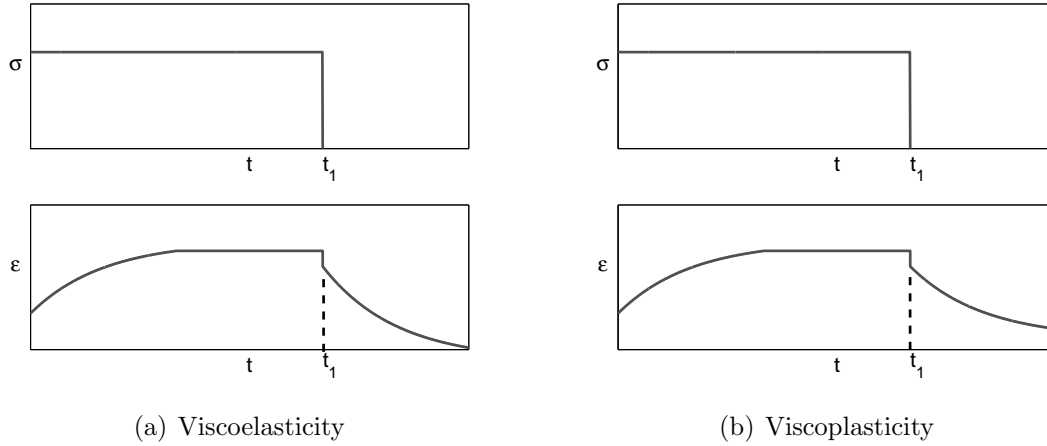 σ
t
t₁
ε
t
t₁
(a) Viscoelasticity
σ
t
t₁
ε
t
t₁
(b) Viscoplasticity